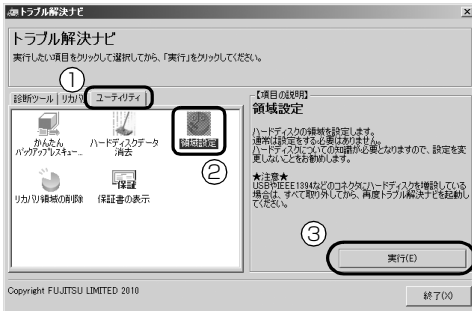 トラブル解決ナビ
トラブル解決ナビ
実行したい項目をクリックして選択してから、「実行」をクリックしてください。
①
診断ツール
リカバリ
ユーティリティ
かんたん
バックアップレスキュー...
ハードディスクデータ
消去
領域設定
②
リカバリ領域の削除
保証
保証書の表示
【項目の説明】
領域設定
ハードディスクの領域を設定します。
通常は設定をする必要はありません。
ハードディスクについての知識が必要となりますので、設定を変
更しないことをお勧めします。
★注意★
USBやIEEE1394などのコネクタにハードディスクを増設している
場合は、すべて取り外してから、再度トラブル解決ナビを起動し
てください。
③
実行(E)
Copyright FUJITSU LIMITED 2010
終了(X)